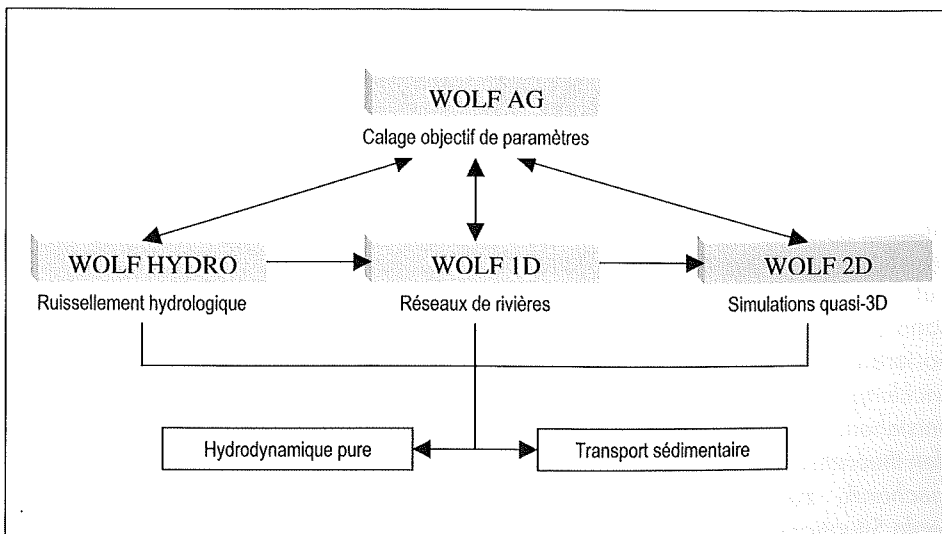 WOLF AG
Calage objectif de paramètres
WOLF HYDRO
WOLF 1D
WOLF 2D
Ruissellement hydrologique
Réseaux de rivières
Simulations quasi-3D
Hydrodynamique pure
Transport sédimentaire